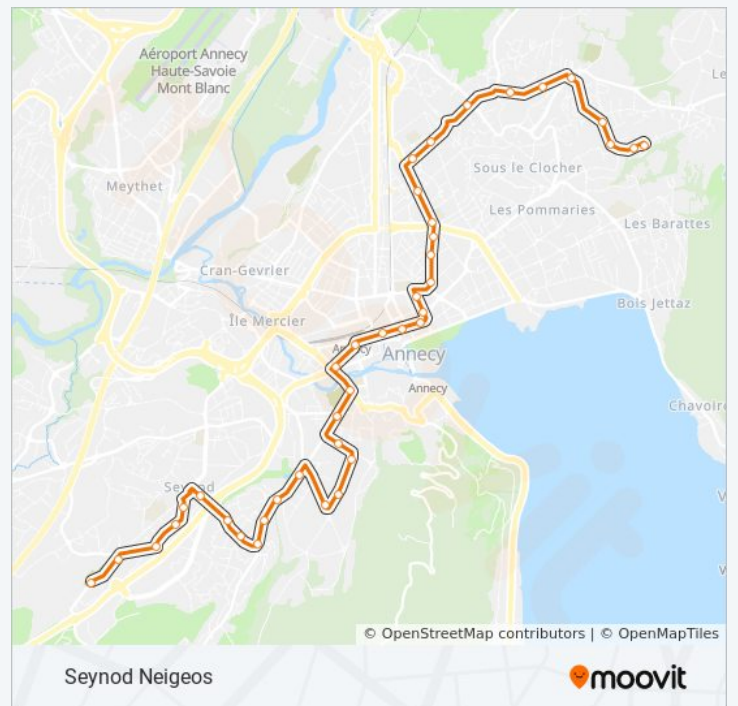 Aéroport Annecy
Haute-Savoie
Mont Blanc
Le
Meythet
Sous le Clocher
Les Pommaries
Les Barattes
Cran-Gevrier
Bois Jettaz
Île Mercier
Annecy
Annecy
Annecy
Chavoire
Seynod
V
V
© OpenStreetMap contributors | © OpenMapTiles
Seynod Neigeos
moovit